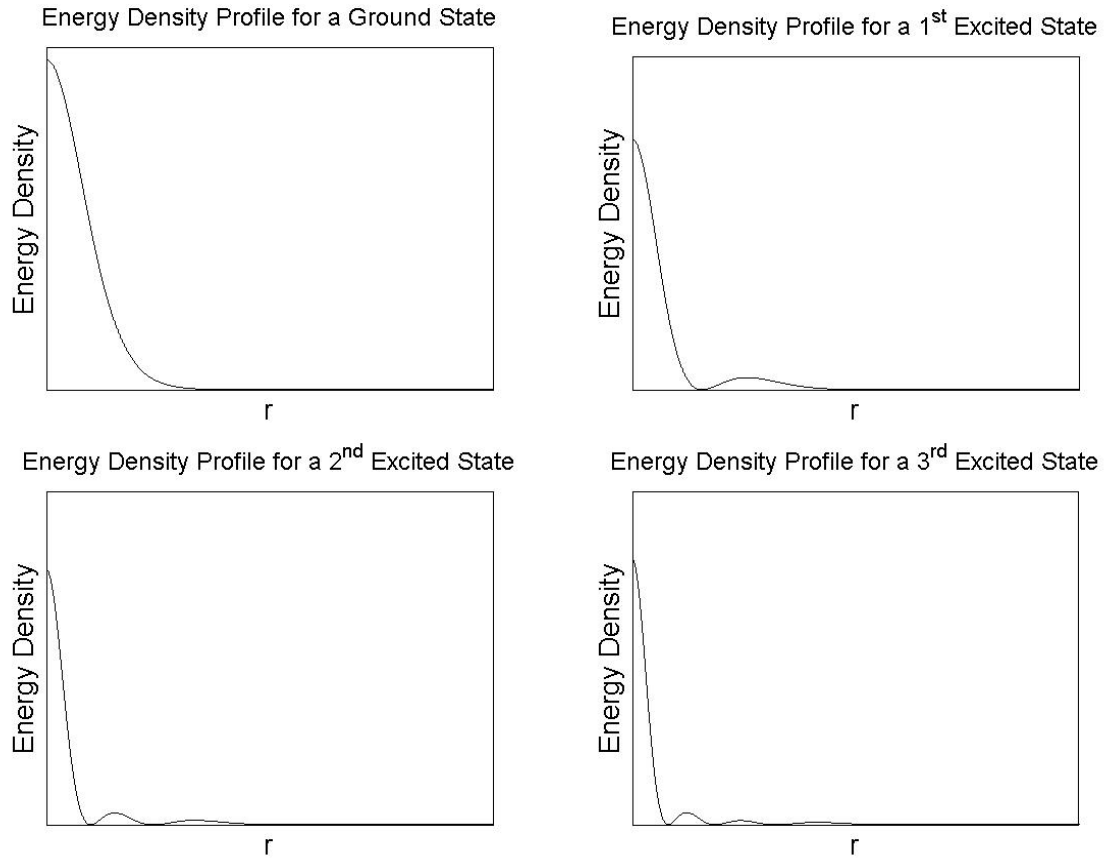 Energy Density Profile for a Ground State
Energy Density
r
Energy Density Profile for a 1st Excited State
Energy Density
r
Energy Density Profile for a 2nd Excited State
Energy Density
r
Energy Density Profile for a 3rd Excited State
Energy Density
r